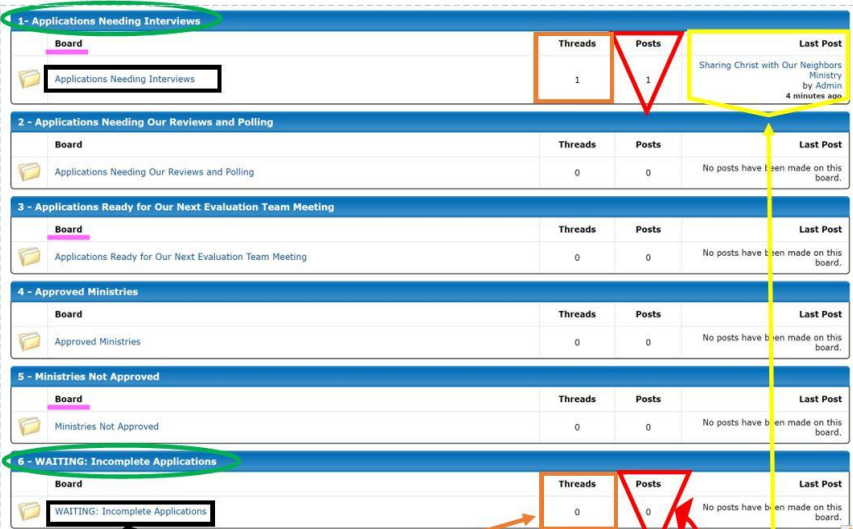 1- Applications Needing Interviews
Board Threads Posts Last Post
Applications Needing Interviews 1 1 Sharing Christ with Our Neighbors
Ministry
by Admin
4 minutes ago
2 - Applications Needing Our Reviews and Polling
Board Threads Posts Last Post
Applications Needing Our Reviews and Polling 0 0 No posts have been made on this
board.
3 - Applications Ready for Our Next Evaluation Team Meeting
Board Threads Posts Last Post
Applications Ready for Our Next Evaluation Team Meeting 0 0 No posts have been made on this
board.
4 - Approved Ministries
Board Threads Posts Last Post
Approved Ministries 0 0 No posts have been made on this
board.
5 - Ministries Not Approved
Board Threads Posts Last Post
Ministries Not Approved 0 0 No posts have been made on this
board.
6 - WAITING: Incomplete Applications
Board Threads Posts Last Post
WAITING: Incomplete Applications 0 0 No posts have been made on this
board.